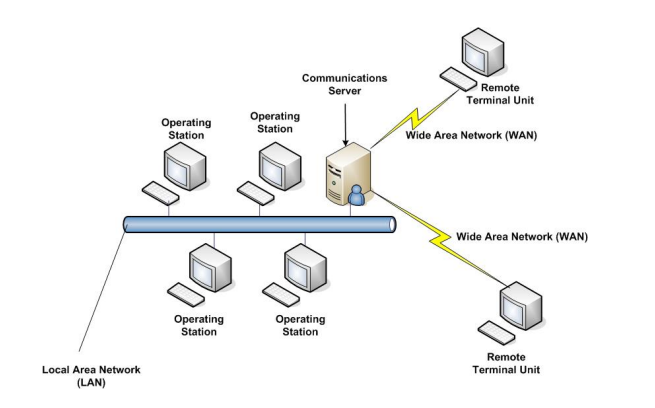 Communications
Server
Remote
Terminal Unit
Operating
Station
Operating
Station
Wide Area Network (WAN)
Wide Area Network (WAN)
Operating
Station
Operating
Station
Remote
Terminal Unit
Local Area Network
(LAN)